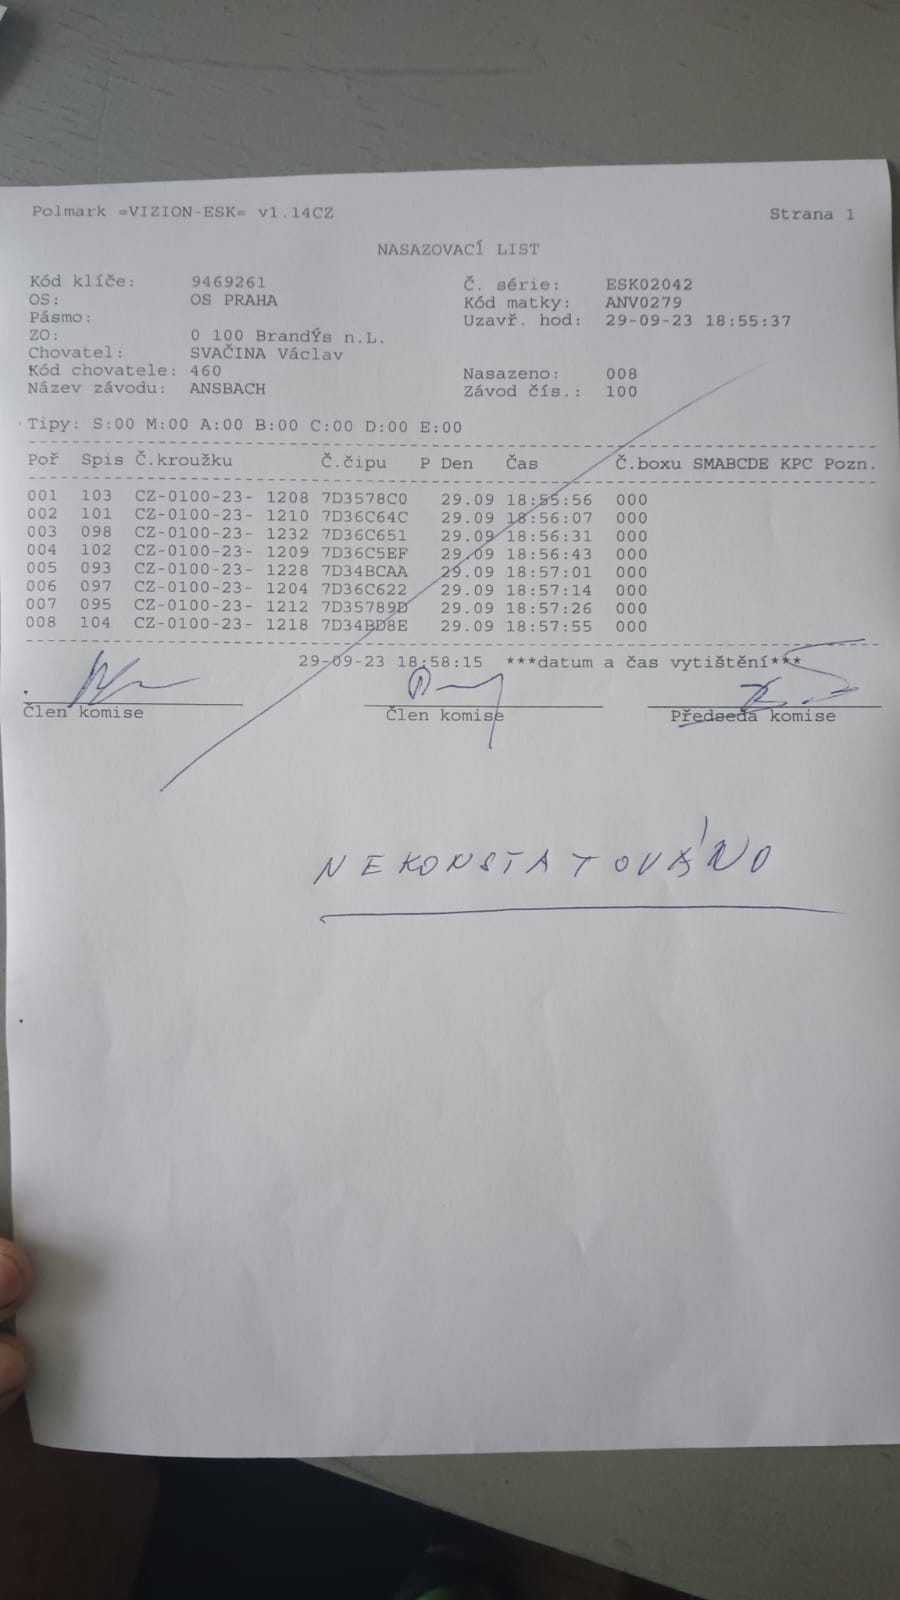 Polmark =VIZION-ESK= v1.14CZ Strana 1
NASAZOVACÍ LIST
Kód klíče: 9469261 Č. série: ESK02042
OS: OS PRAHA Kód matky: ANV0279
Pásmo: Uzavř. hod: 29-09-23 18:55:37
ZO: 0 100 BrandÝs n.L.
Chovatel: SVAČINA Václav
Kód chovatele: 460 Nasazeno: 008
Název závodu: ANSBACH Závod čís.: 100
Tipy: S:00 M:00 A:00 B:00 C:00 D:00 E:00
Poř Spis Č.kroužku Č.čipu P Den Čas Č.boxu SMABCDE KPC Pozn.
001 103 CZ-0100-23- 1208 7D3578C0 29.09 18:55:56 000
002 101 CZ-0100-23- 1210 7D36C64C 29.09 18:56:07 000
003 098 CZ-0100-23- 1232 7D36C651 29.09 18:56:31 000
004 102 CZ-0100-23- 1209 7D36C5EF 29.09 18:56:43 000
005 093 CZ-0100-23- 1228 7D34BCAA 29.09 18:57:01 000
006 097 CZ-0100-23- 1204 7D36C622 29.09 18:57:14 000
007 095 CZ-0100-23- 1212 7D35789D 29.09 18:57:26 000
008 104 CZ-0100-23- 1218 7D34BD8E 29.09 18:57:55 000
29-09-23 18:58:15 ***datum a čas vytištění***
Člen komise Člen komise Předseda komise
NEKONSTATOVÁNO